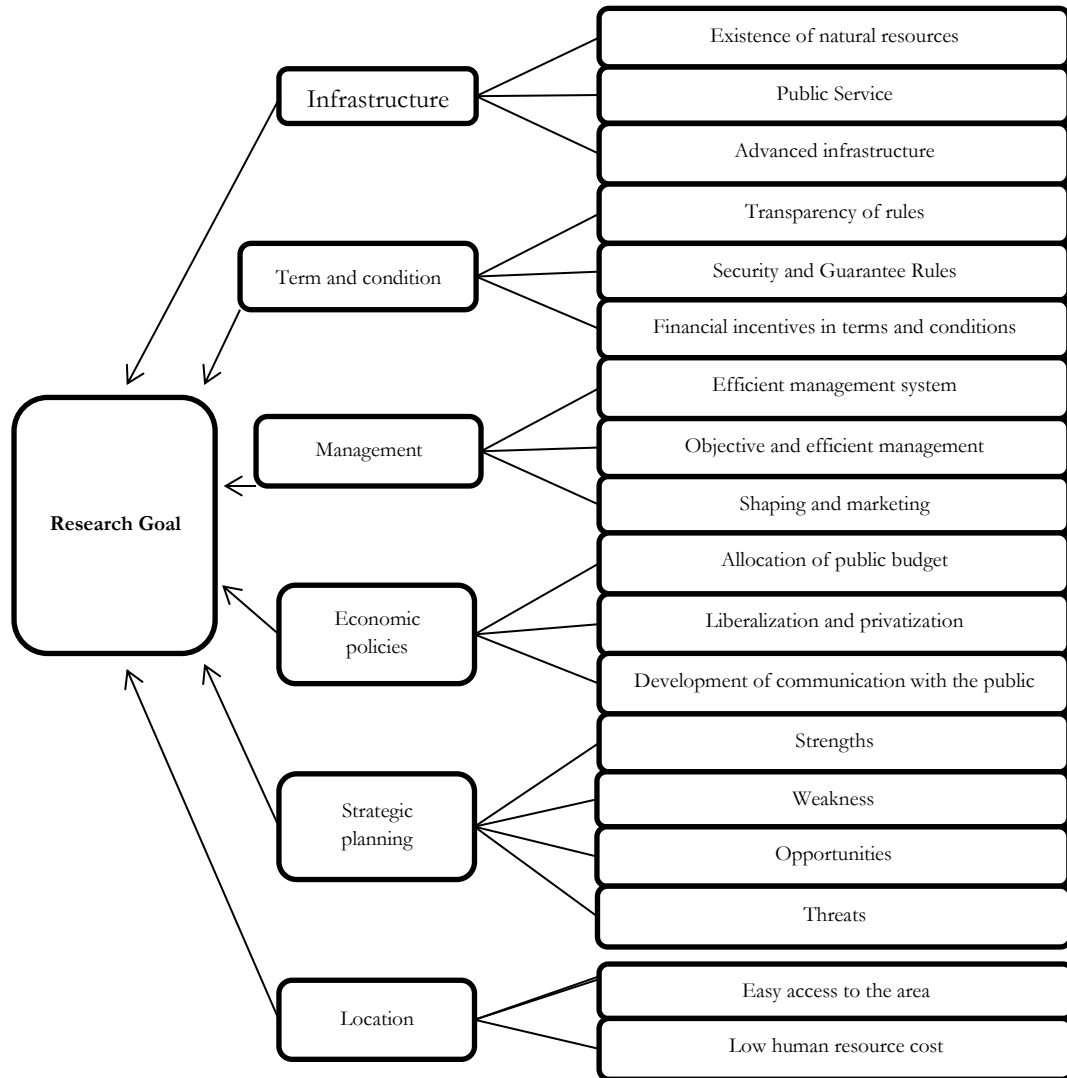 Existence of natural resources
Public Service
Infrastructure
Advanced infrastructure
Transparency of rules
Security and Guarantee Rules
Term and condition
Financial incentives in terms and conditions
Efficient management system
Objective and efficient management
Management
Shaping and marketing
Research Goal
Allocation of public budget
Liberalization and privatization
Economic
policies
Development of communication with the public
Strengths
Weakness
Strategic
planning
Opportunities
Threats
Easy access to the area
Location
Low human resource cost